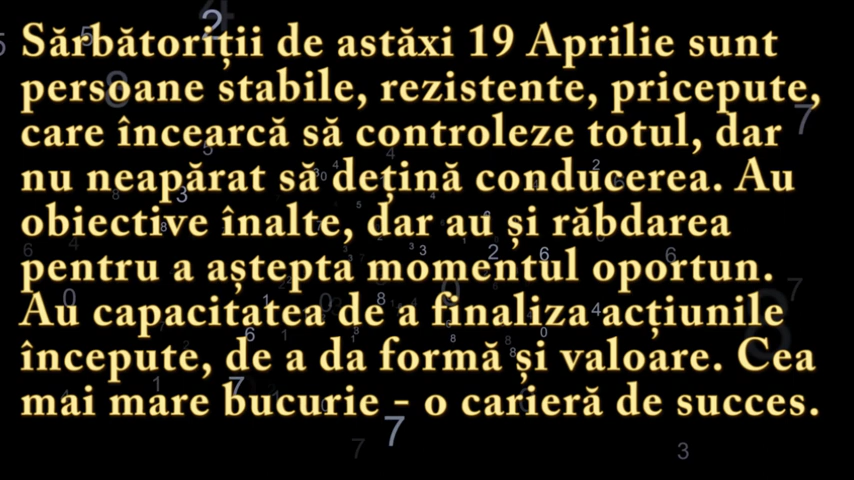 Sărbătoriții de astăxi 19 Aprilie sunt
persoane stabile, rezistente, pricepute,
care încearcă să controleze totul, dar
nu neapărat să dețină conducerea. Au
obiective înalte, dar au și răbdarea
pentru a aștepta momentul oportun.
Au capacitatea de a finaliza acțiunile
începute, de a da formă și valoare. Cea
mai mare bucurie - o carieră de succes.